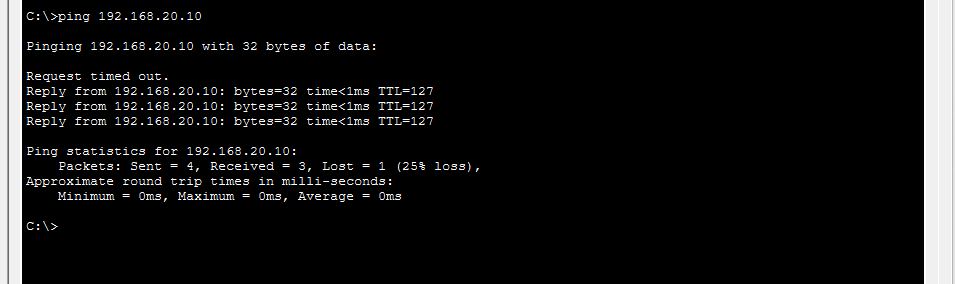 C:\>ping 192.168.20.10
Pinging 192.168.20.10 with 32 bytes of data:
Request timed out.
Reply from 192.168.20.10: bytes=32 time<1ms TTL=127
Reply from 192.168.20.10: bytes=32 time<1ms TTL=127
Reply from 192.168.20.10: bytes=32 time<1ms TTL=127
Ping statistics for 192.168.20.10:
    Packets: Sent = 4, Received = 3, Lost = 1 (25% loss),
Approximate round trip times in milli-seconds:
    Minimum = 0ms, Maximum = 0ms, Average = 0ms
C:\>